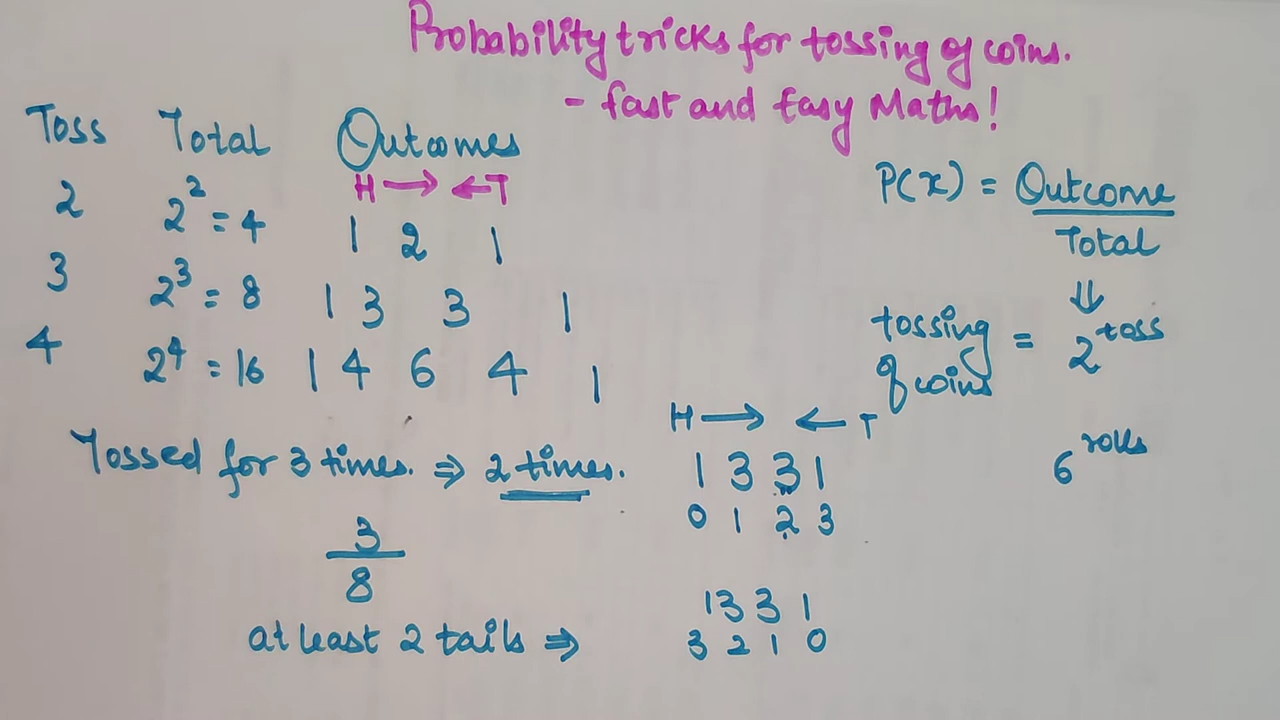 Probability tricks for tossing of coins.
- fast and Easy Maths!
Toss Total Outcomes
H → ← T
2 2² = 4 1 2 1
3 2³ = 8 1 3 3 1
4 2⁴ = 16 1 4 6 4 1
P(x) = Outcome
Total
⇓
tossing of coins = 2^toss
6^rolls
Tossed for 3 times. ⇒ 2 times.
H → ← T
1 3 3 1
0 1 2 3
3
8
at least 2 tails ⇒
1 3 3 1
3 2 1 0